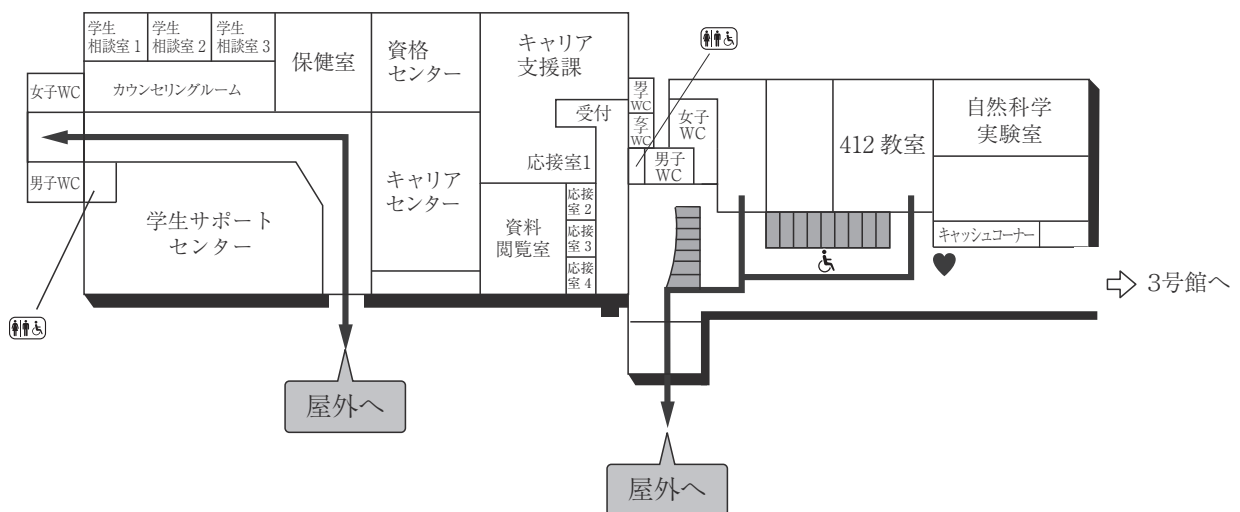 学生
相談室 1
学生
相談室 2
学生
相談室 3
保健室
資格
センター
キャリア
支援課
女子WC
カウンセリングルーム
受付
男子
WC
女子
WC
女子
WC
男子
WC
412 教室
自然科学
実験室
応接室1
男子WC
学生サポート
センター
キャリア
センター
資料
閲覧室
応接
室 2
応接
室 3
応接
室 4
キャッシュコーナー
3号館へ
屋外へ
屋外へ